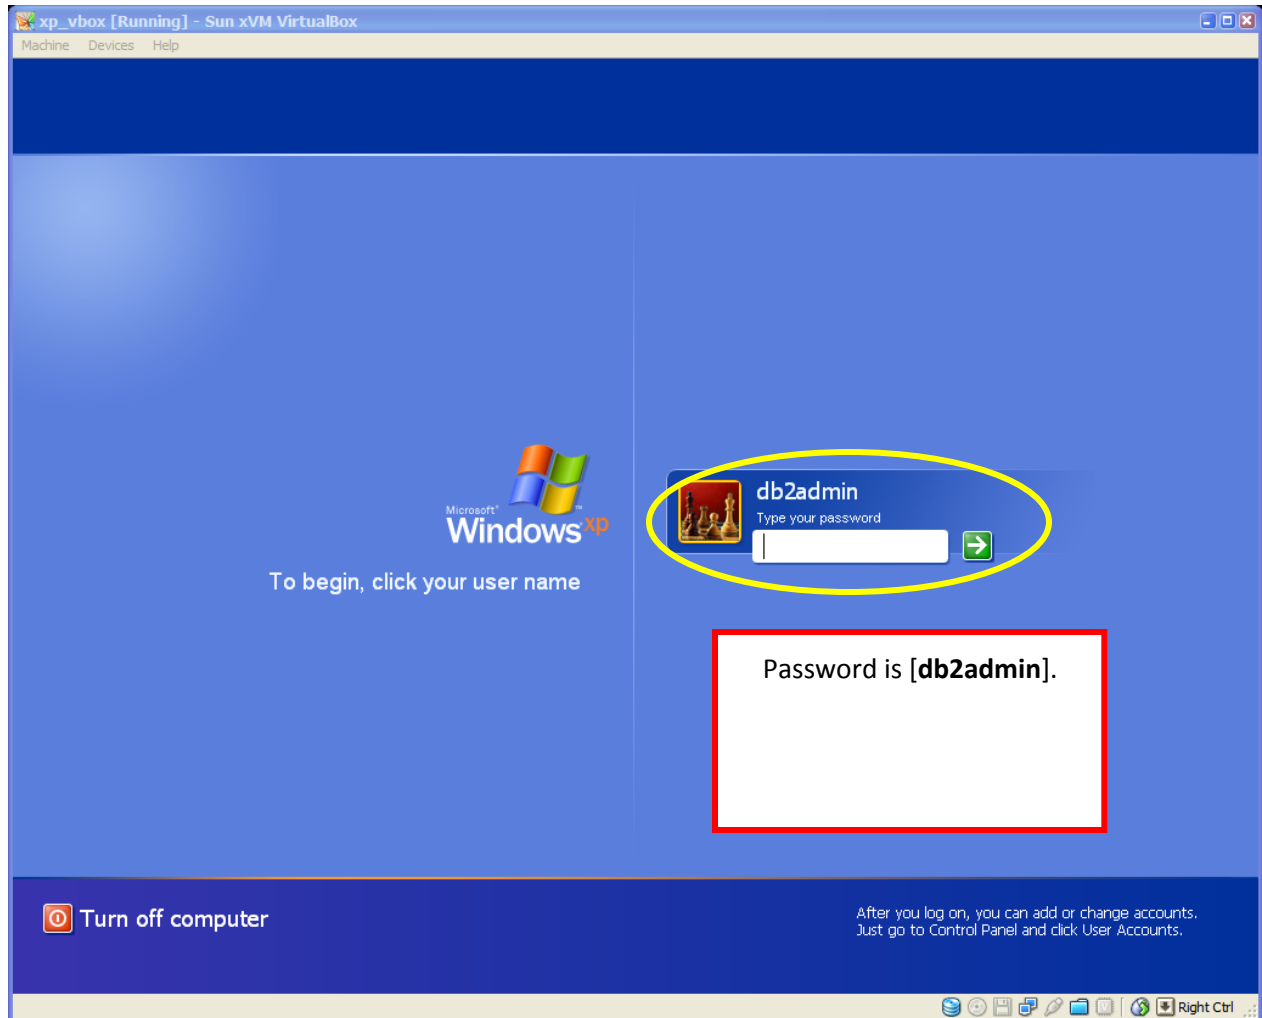 xp_vbox [Running] - Sun xVM VirtualBox
Machine Devices Help
db2admin
Type your password
Microsoft
Windows xp
To begin, click your user name
Password is [db2admin].
Turn off computer
After you log on, you can add or change accounts.
Just go to Control Panel and click User Accounts.
Right Ctrl